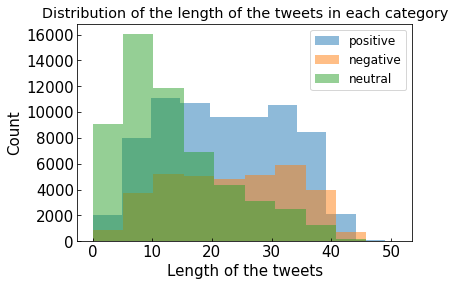 Distribution of the length of the tweets in each category
positive
negative
neutral
16000
14000
12000
10000
8000
6000
4000
2000
0
Count
0 10 20 30 40 50
Length of the tweets